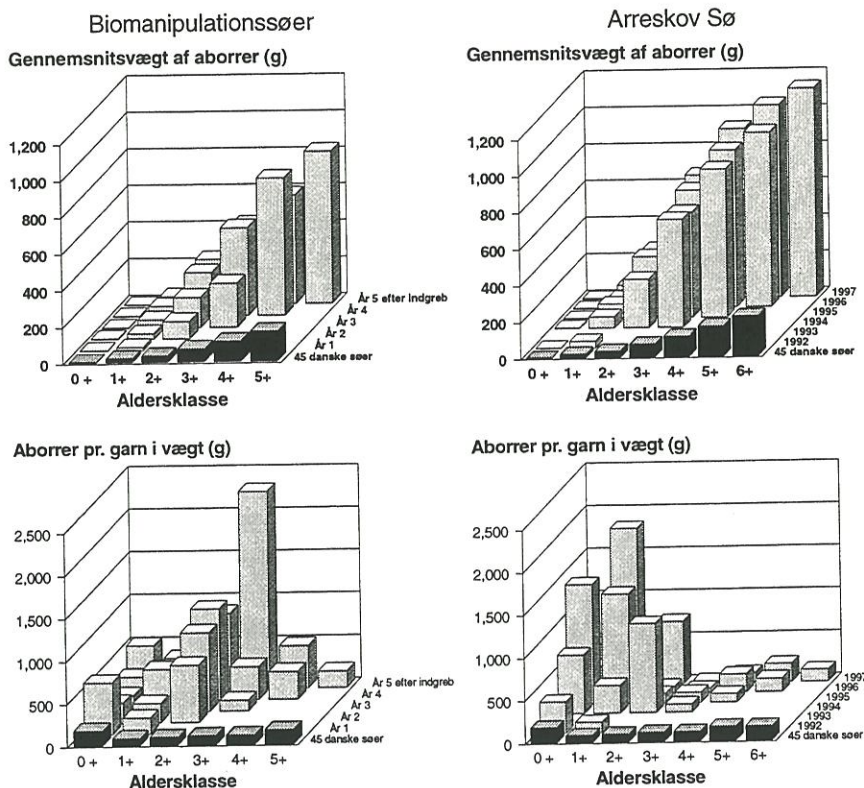 Biomanipulationssøer
Gennemsnitsvægt af aborrer (g)
1,200
1,000
800
600
400
200
0
0 +
1+
2+
3+
4+
5+
Aldersklasse
År 5 efter Indgreb
År 4
År 3
År 2
År 1
45 danske søer
Arreskov Sø
Gennemsnitsvægt af aborrer (g)
1,200
1,000
800
600
400
200
0
0 +
1+
2+
3+
4+
5+
6+
Aldersklasse
1997
1996
1995
1994
1993
1992
45 danske søer
Aborrer pr. garn i vægt (g)
2,500
2,000
1,500
1,000
500
0
0 +
1+
2+
3+
4+
5+
Aldersklasse
År 5 efter indgreb
År 4
År 3
År 2
År 1
45 danske søer
Aborrer pr. garn i vægt (g)
2,500
2,000
1,500
1,000
500
0
0 +
1+
2+
3+
4+
5+
6+
Aldersklasse
1997
1996
1995
1994
1993
1992
45 danske søer